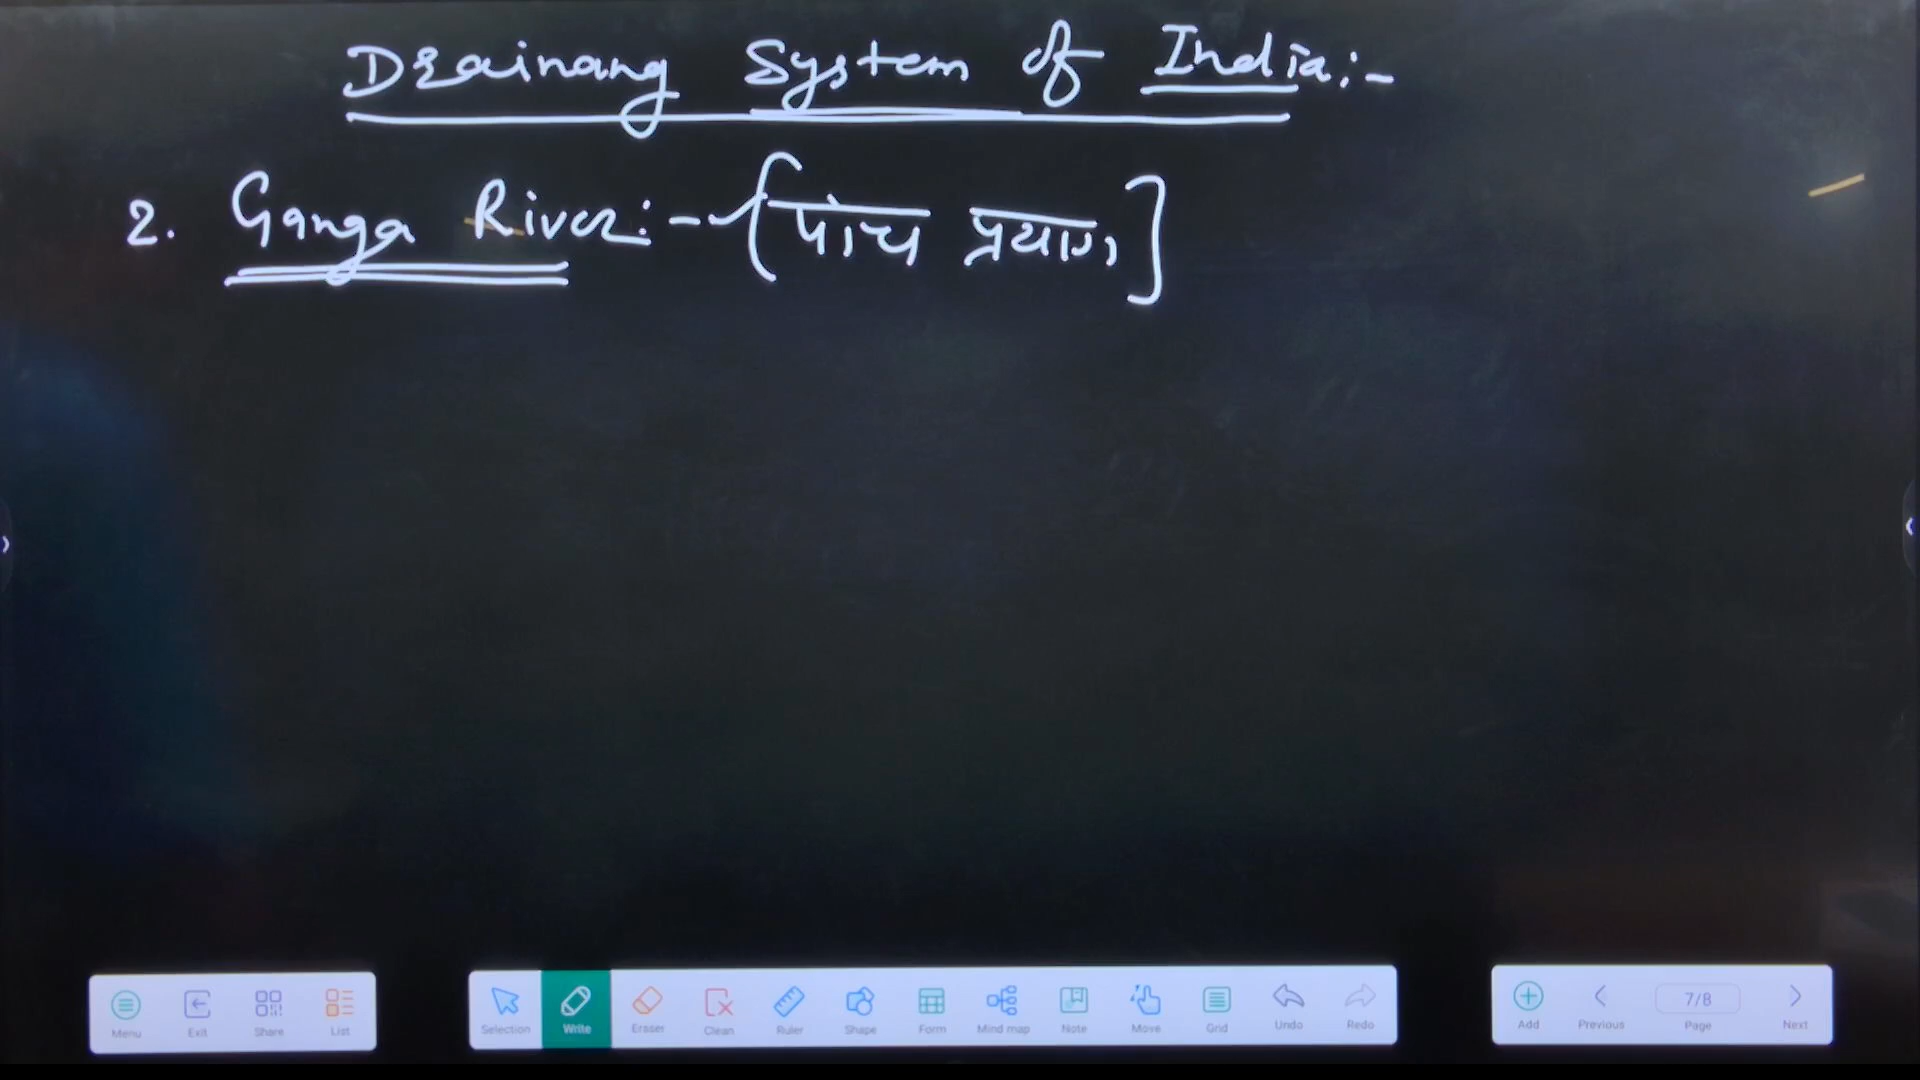 Drainang System of India:-
2. Ganga River:- [पांच प्रयाग]
Menu Exit Share List Selection Write Eraser Clean Ruler Shape Form Mind map Note Move Grid Undo Redo Add Previous 7/8 Page Next